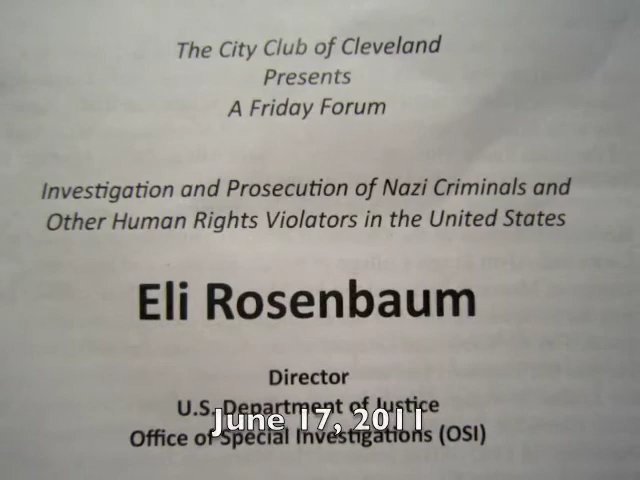 The City Club of Cleveland
Presents
A Friday Forum
Investigation and Prosecution of Nazi Criminals and
Other Human Rights Violators in the United States
Eli Rosenbaum
Director
U.S. Department of Justice
June 17, 2011
Office of Special Investigations (OSI)